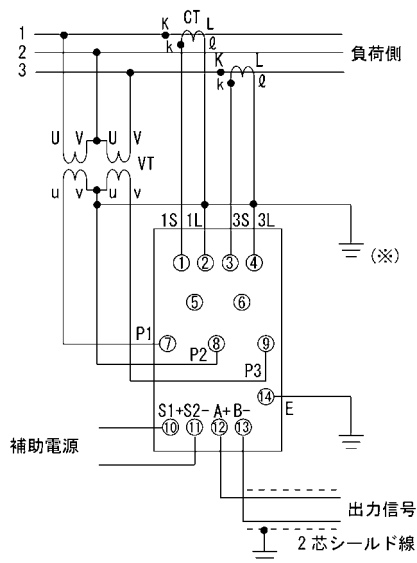 CT
K L
1
k ℓ
2
負荷側
K L
3
k ℓ
U V U V
VT
u v u v
1S 1L 3S 3L
(※)
① ② ③ ④
⑤ ⑥
P1 ⑦ ⑧ ⑨
P2
P3
⑭ E
S1+S2- A+B-
⑩ ⑪ ⑫ ⑬
補助電源
出力信号
2芯シールド線